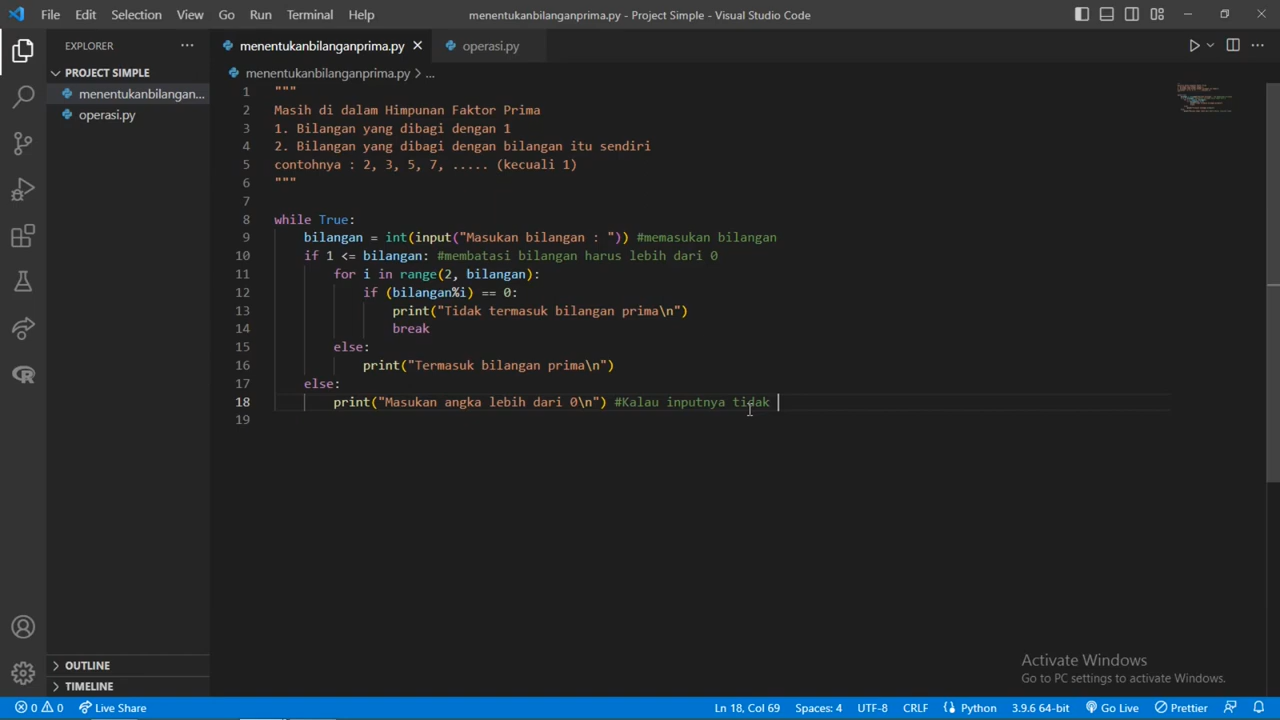 File Edit Selection View Go Run Terminal Help
menentukanbilanganprima.py - Project Simple - Visual Studio Code
EXPLORER
PROJECT SIMPLE
menentukanbilangan...
operasi.py
OUTLINE
TIMELINE
menentukanbilanganprima.py
operasi.py
menentukanbilanganprima.py > ...
1 """
2 Masih di dalam Himpunan Faktor Prima
3 1. Bilangan yang dibagi dengan 1
4 2. Bilangan yang dibagi dengan bilangan itu sendiri
5 contohnya : 2, 3, 5, 7, ..... (kecuali 1)
6 """
7
8 while True:
9 bilangan = int(input("Masukan bilangan : ")) #memasukan bilangan
10 if 1 <= bilangan: #membatasi bilangan harus lebih dari 0
11 for i in range(2, bilangan):
12 if (bilangan%i) == 0:
13 print("Tidak termasuk bilangan prima\n")
14 break
15 else:
16 print("Termasuk bilangan prima\n")
17 else:
18 print("Masukan angka lebih dari 0\n") #Kalau inputnya tidak
19
Activate Windows
Go to PC settings to activate Windows.
0 0 Live Share
Ln 18, Col 69 Spaces: 4 UTF-8 CRLF Python 3.9.6 64-bit Go Live Prettier